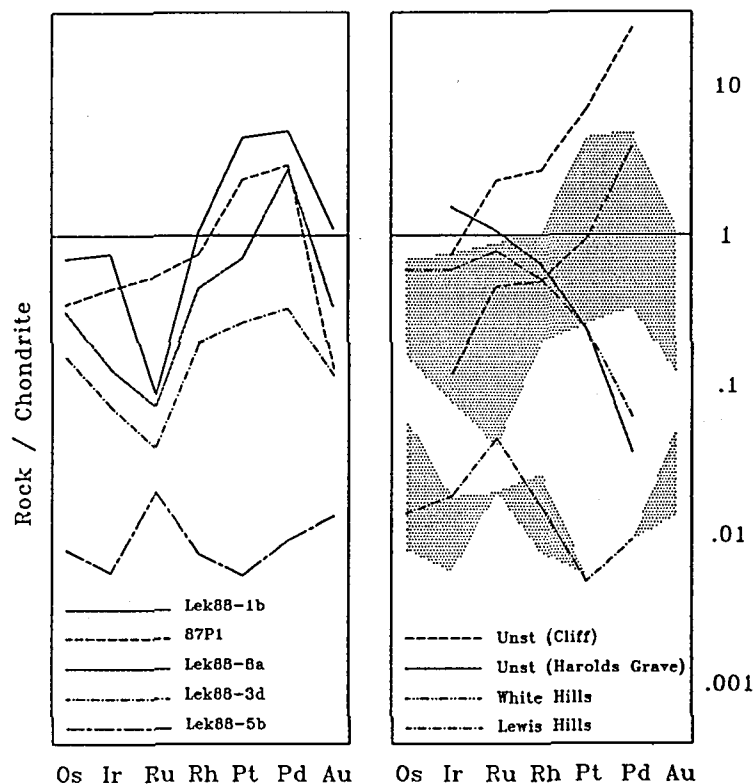 10
1
.1
.01
.001
Rock / Chondrite
Lek88-1b
87P1
Lek88-8a
Lek88-3d
Lek88-5b
Os Ir Ru Rh Pt Pd Au
Unst (Cliff)
Unst (Harolds Grave)
White Hills
Lewis Hills
Os Ir Ru Rh Pt Pd Au